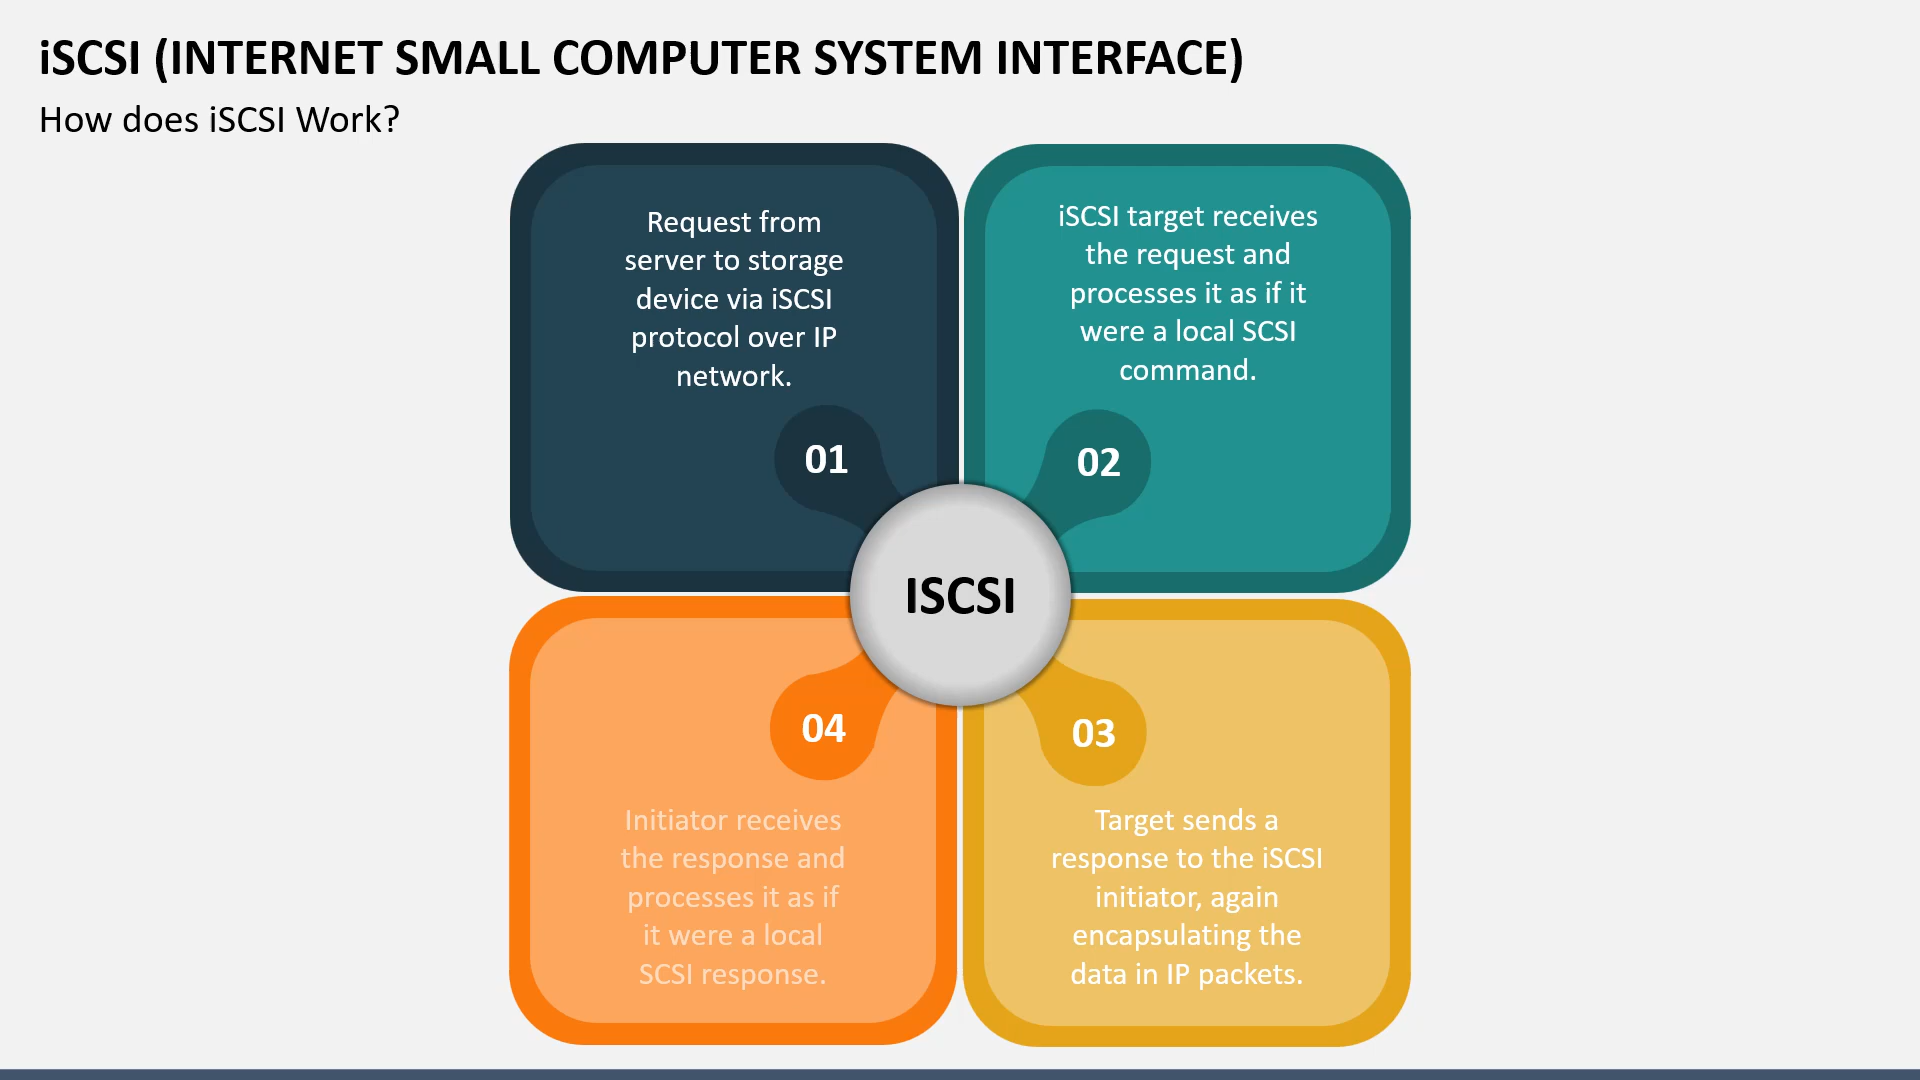 iSCSI (INTERNET SMALL COMPUTER SYSTEM INTERFACE)
How does iSCSI Work?
Request from
server to storage
device via iSCSI
protocol over IP
network.
01
iSCSI target receives
the request and
processes it as if it
were a local SCSI
command.
02
ISCSI
04
Initiator receives
the response and
processes it as if
it were a local
SCSI response.
03
Target sends a
response to the iSCSI
initiator, again
encapsulating the
data in IP packets.